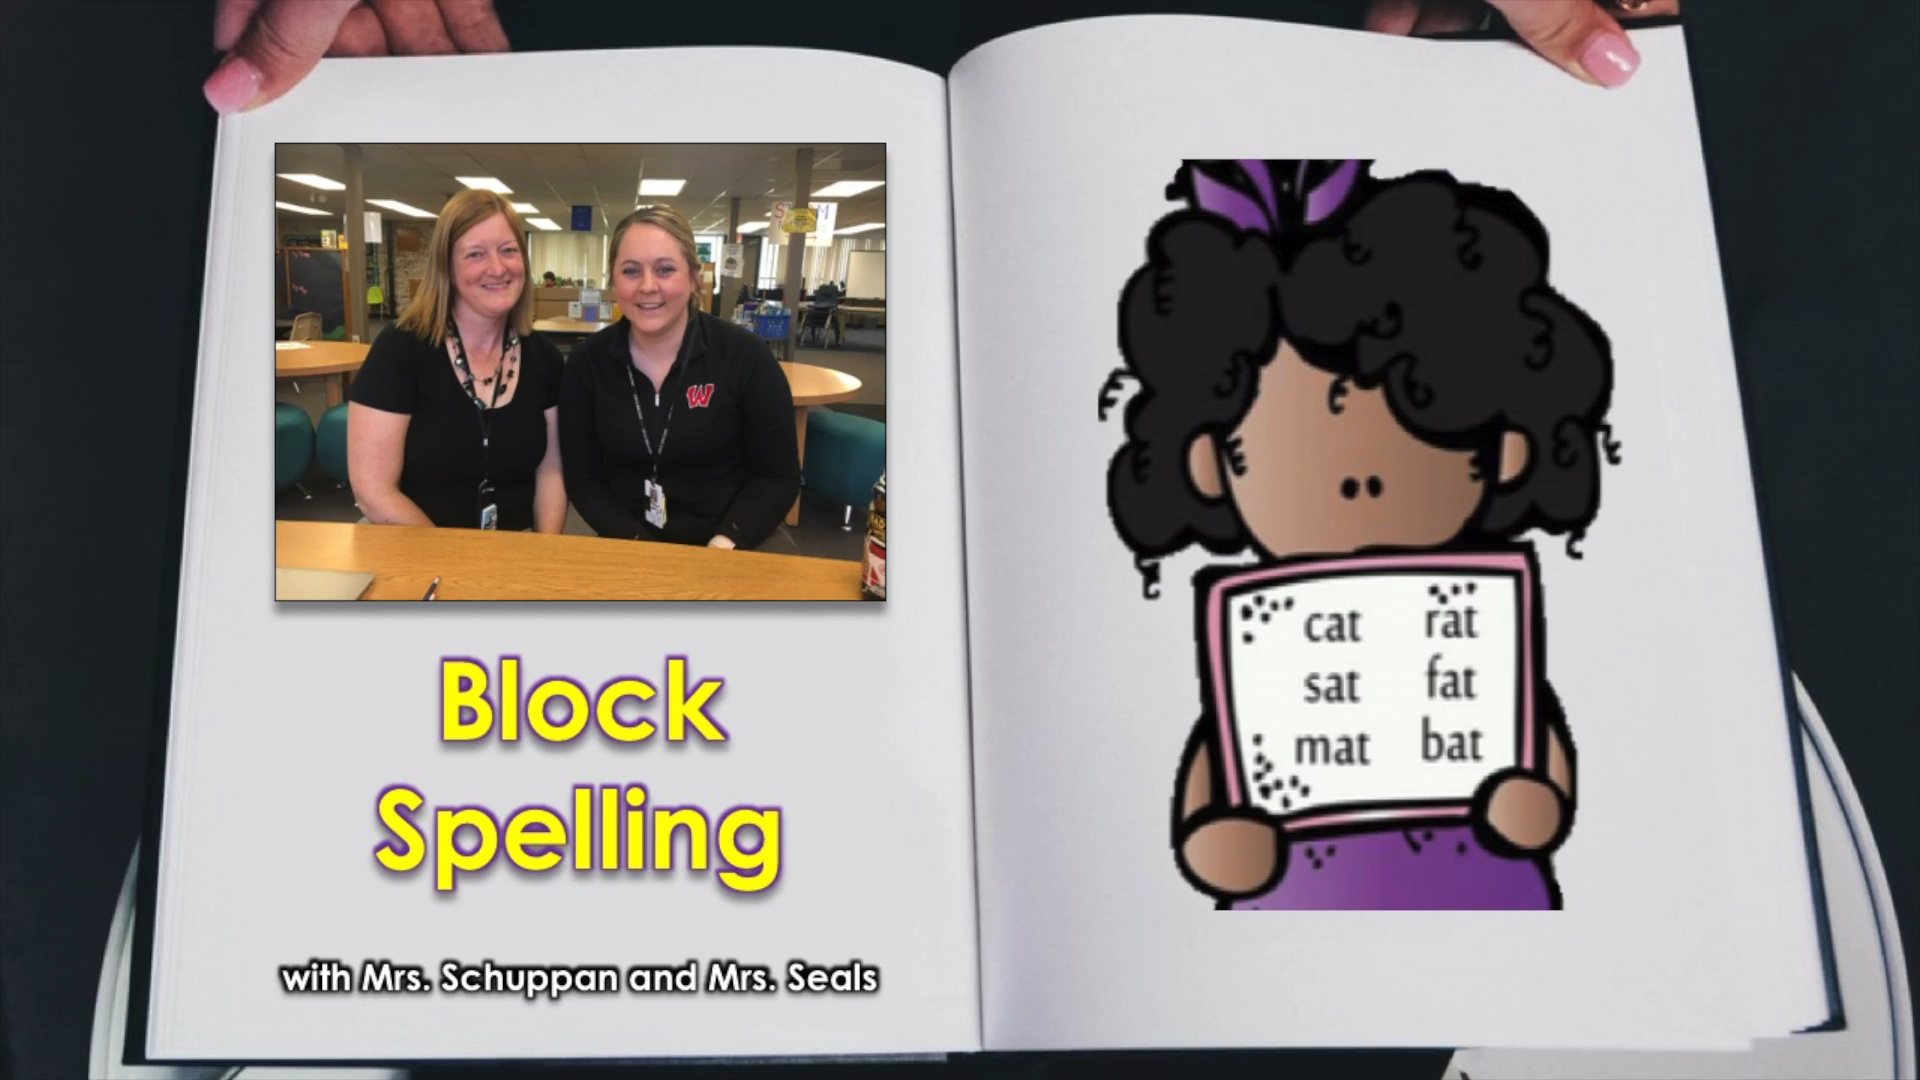 W
Block
Spelling
with Mrs. Schuppan and Mrs. Seals
cat rat
sat fat
mat bat